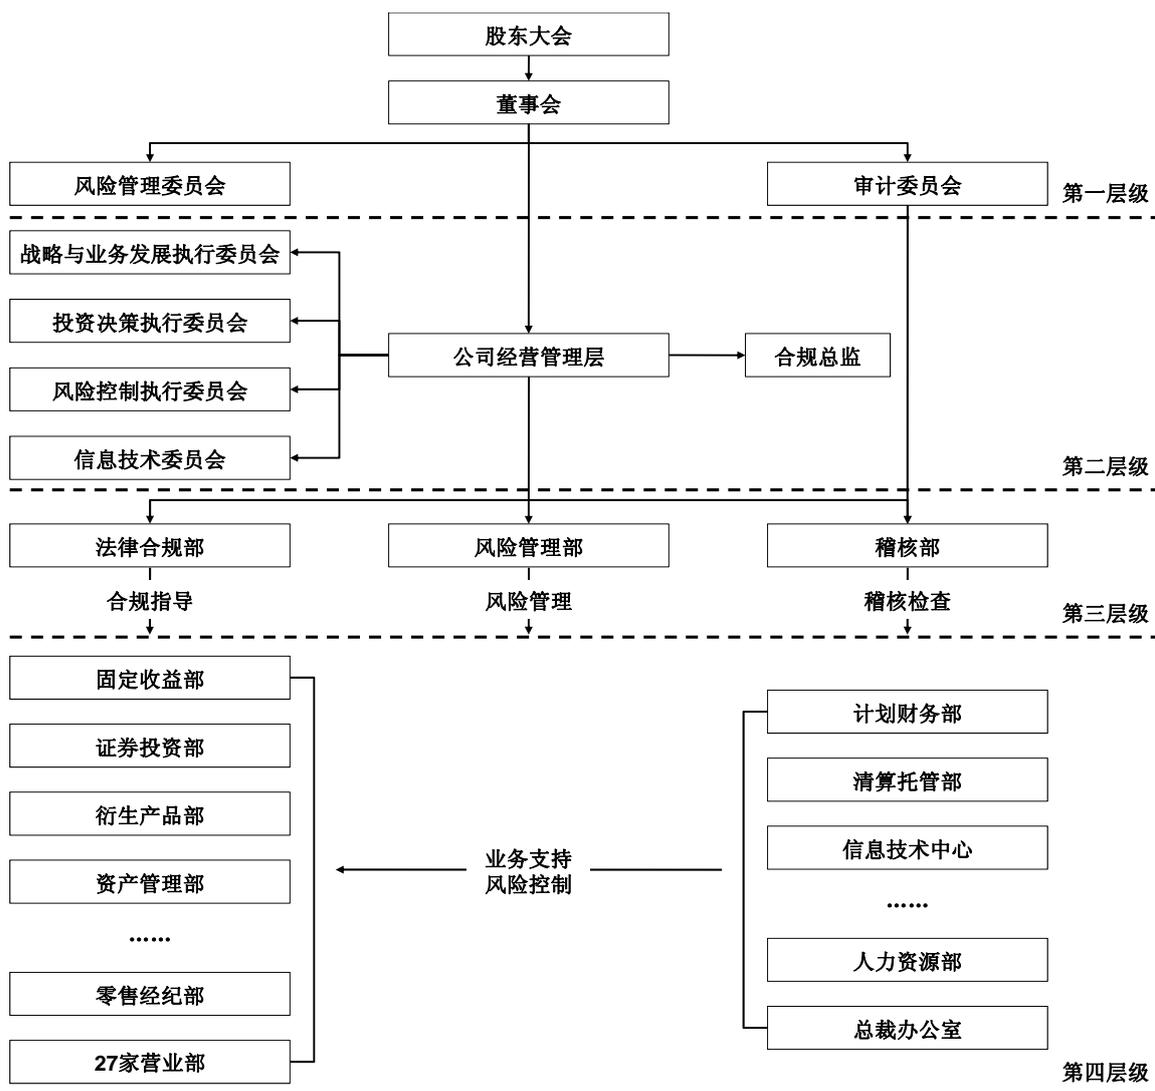 股东大会
董事会
风险管理委员会
审计委员会
第一层级
战略与业务发展执行委员会
投资决策执行委员会
公司经营管理层
合规总监
风险控制执行委员会
信息技术委员会
第二层级
法律合规部
风险管理部
稽核部
合规指导
风险管理
稽核检查
第三层级
固定收益部
计划财务部
证券投资部
清算托管部
衍生产品部
信息技术中心
业务支持
风险控制
资产管理部
......
......
人力资源部
零售经纪部
总裁办公室
27家营业部
第四层级